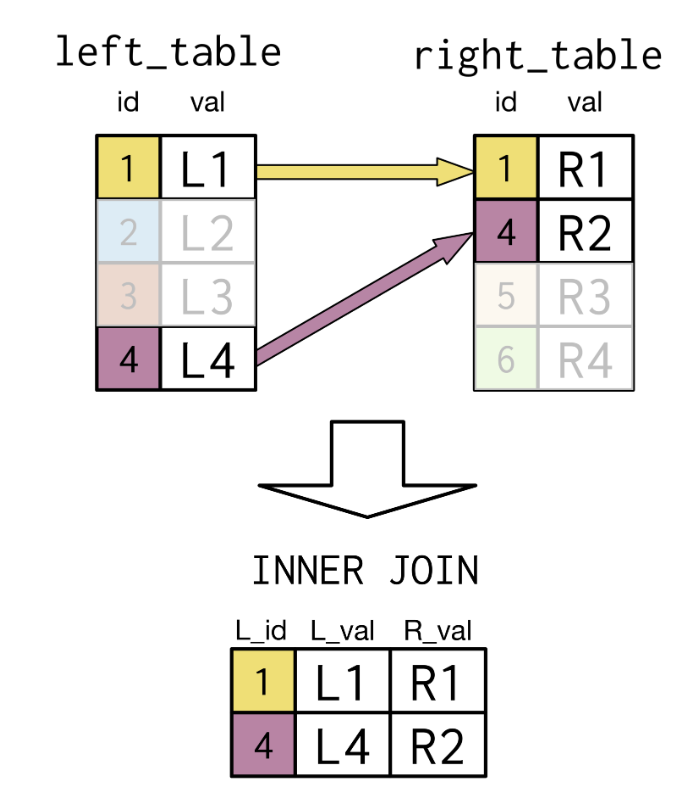 left_table right_table
id val id val
1 L1 1 R1
2 L2 4 R2
3 L3 5 R3
4 L4 6 R4
INNER JOIN
L_id L_val R_val
1 L1 R1
4 L4 R2